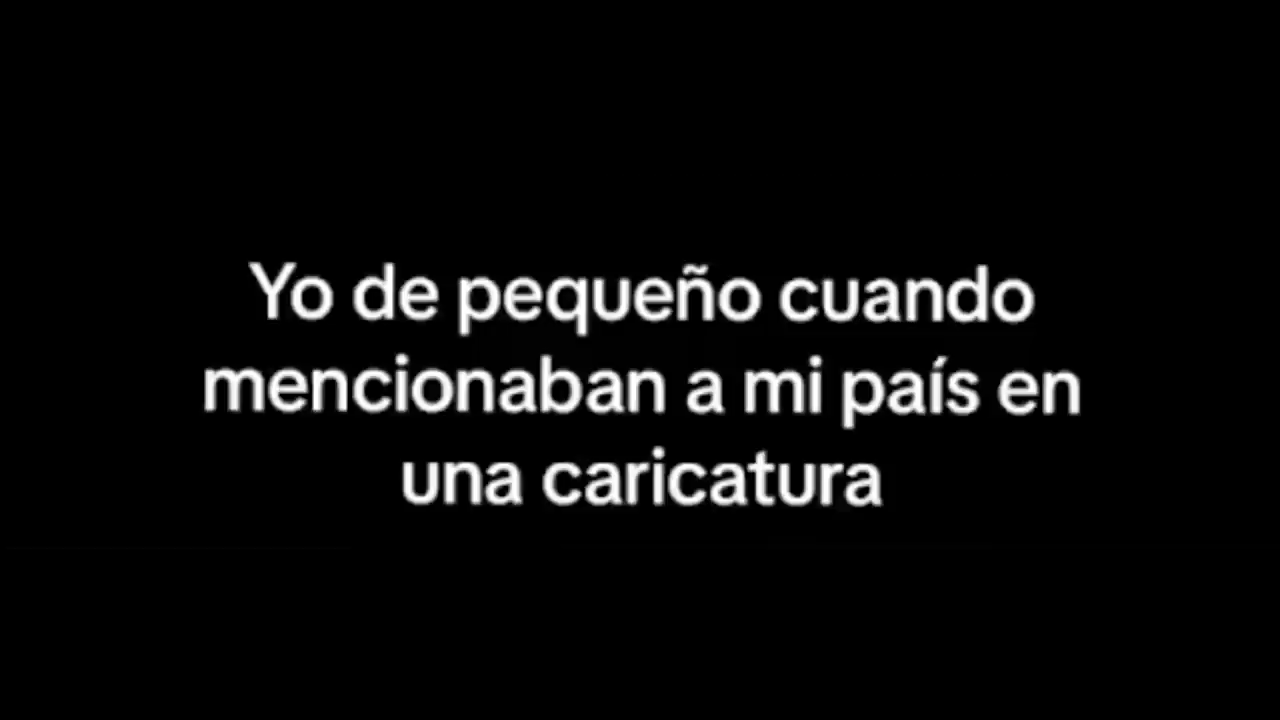 Yo de pequeño cuando
mencionaban a mi país en
una caricatura